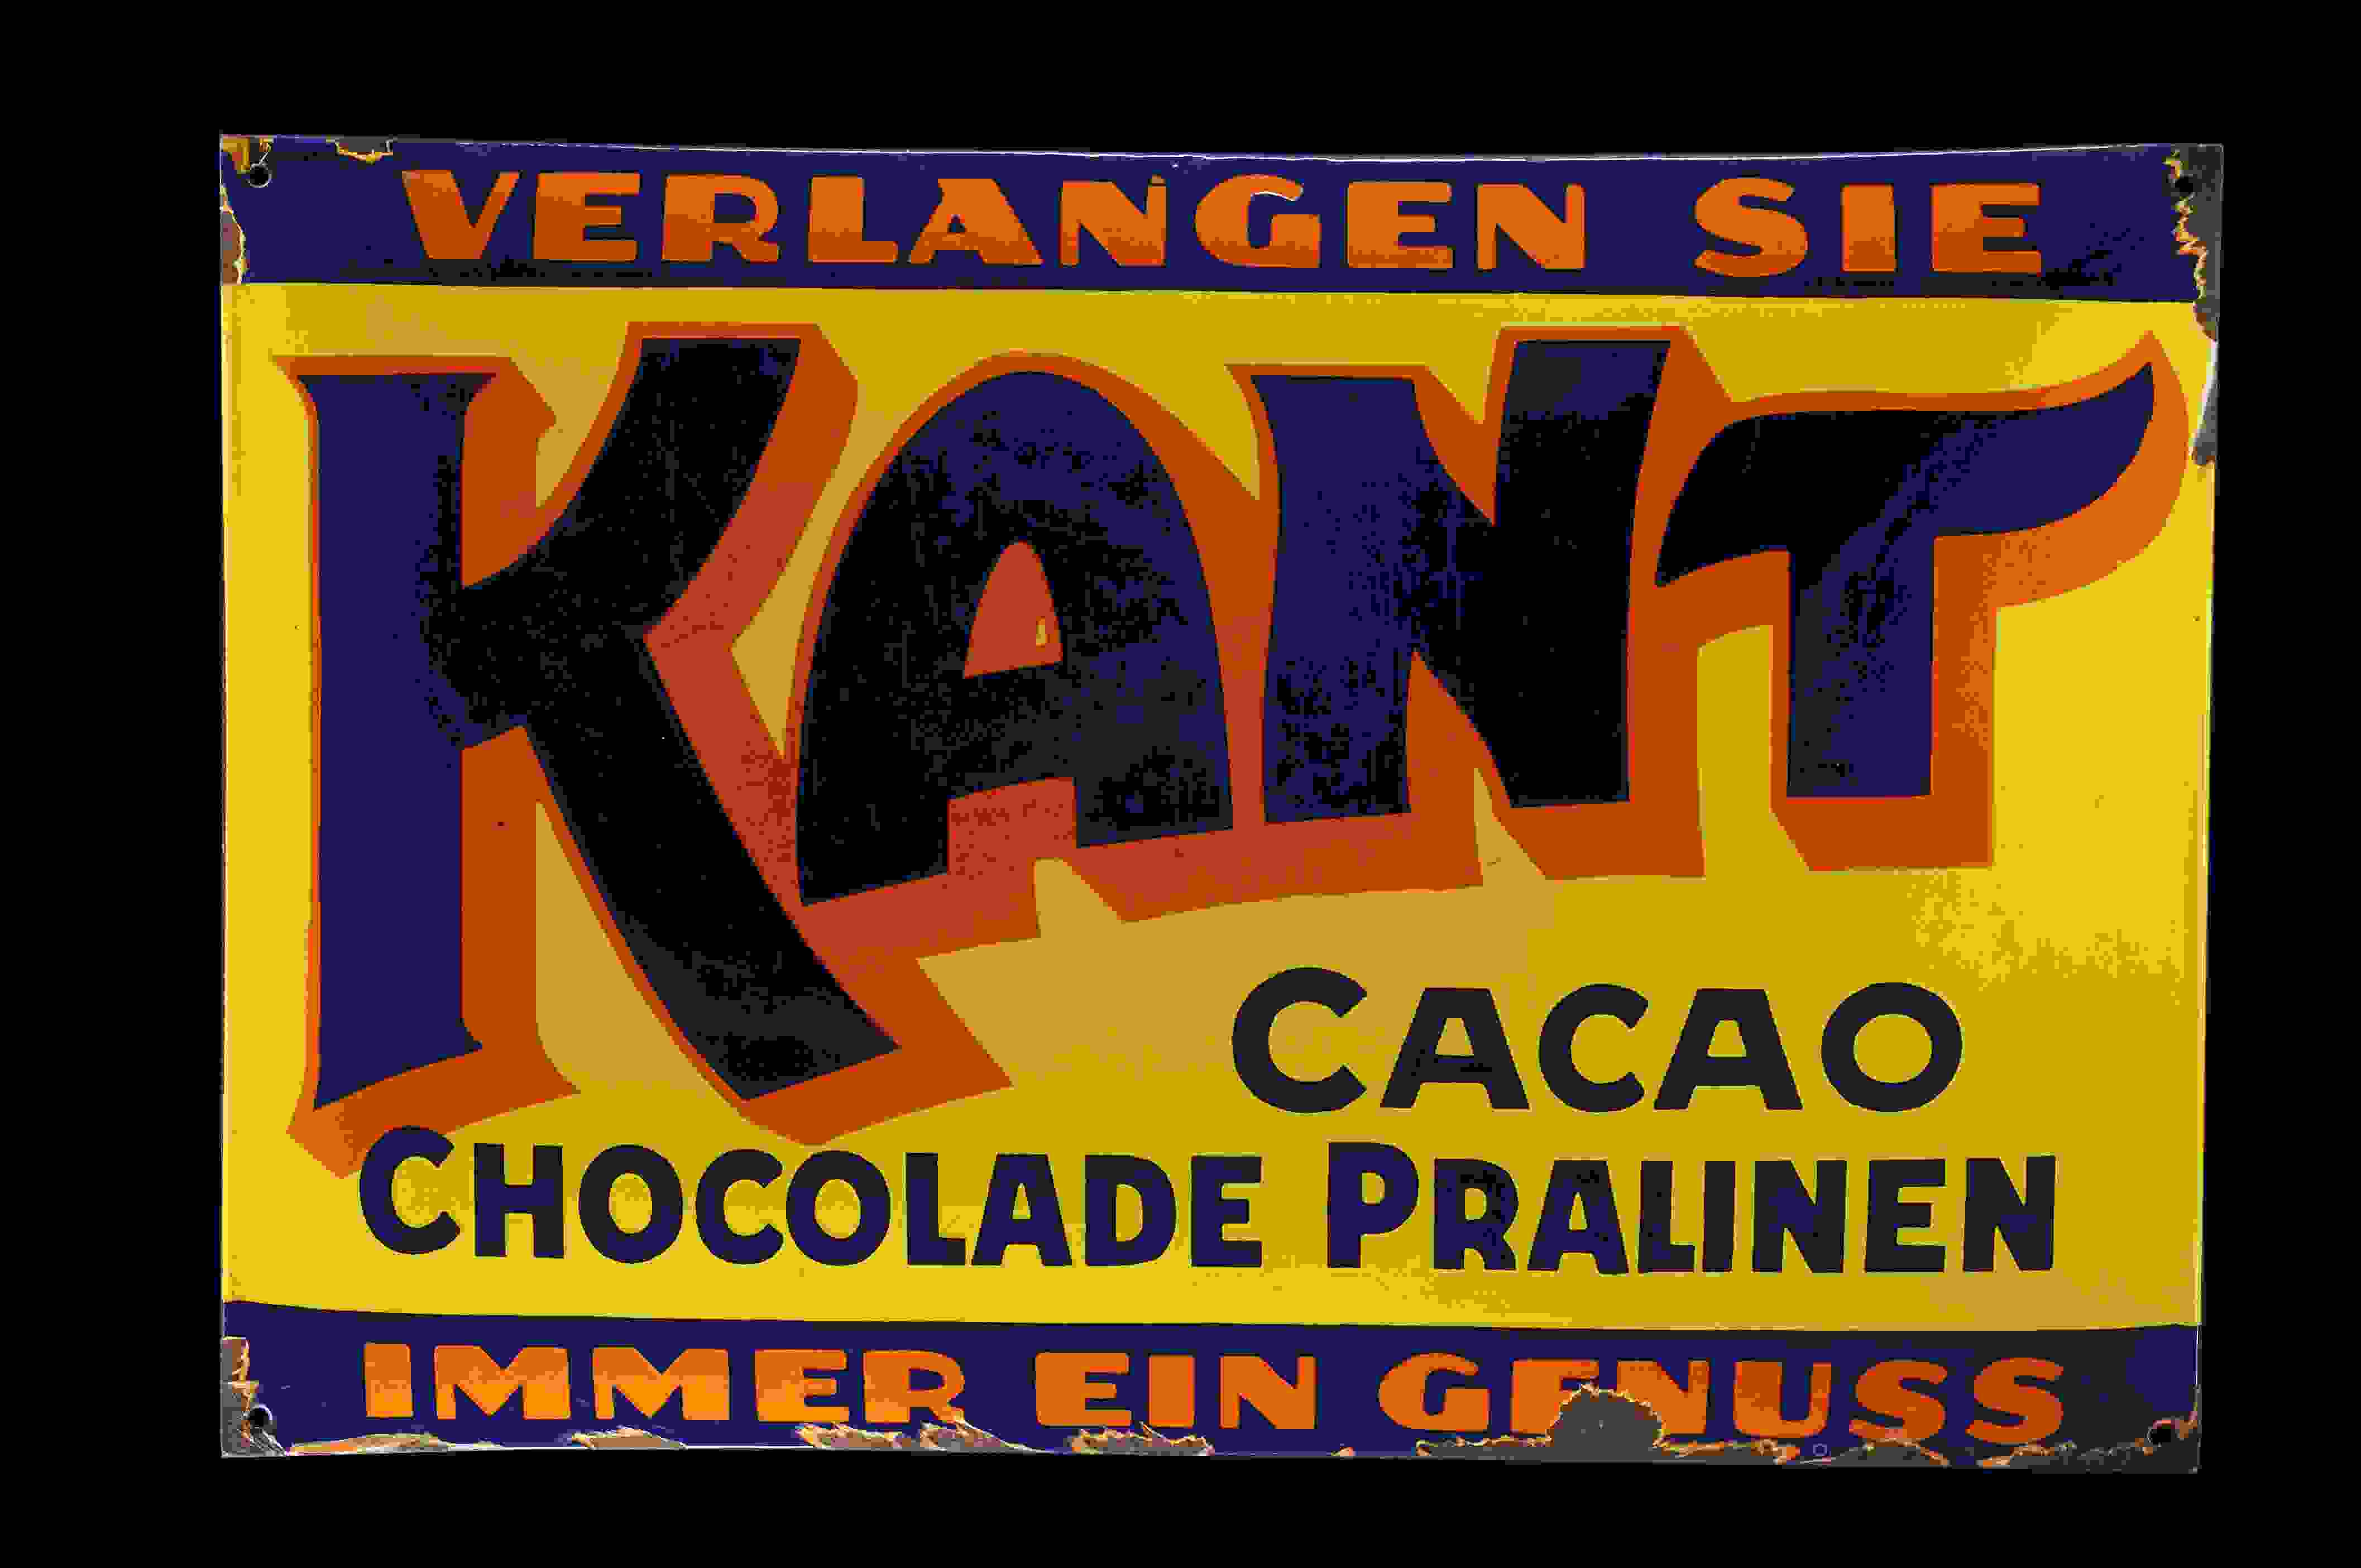 VERLANGEN SIE
KANT
CACAO
CHOCOLADE PRALINEN
IMMER EIN GENUSS